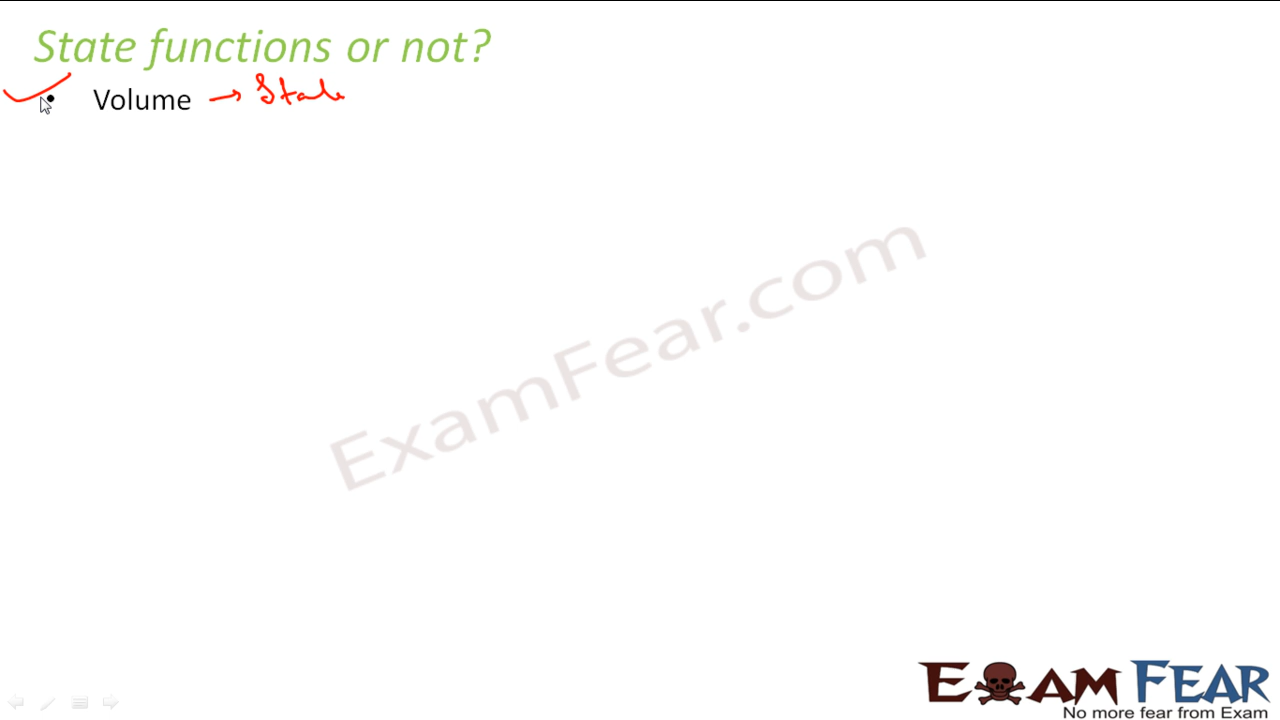 State functions or not?
• Volume → State
ExamFear.com
EXAM FEAR
No more fear from Exam